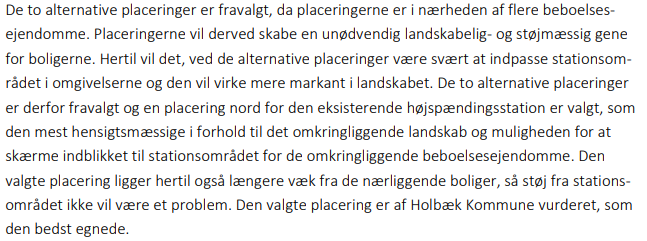 De to alternative placeringer er fravalgt, da placeringerne er i nærheden af flere beboelses-
ejendomme. Placeringerne vil derved skabe en unødvendig landskabelig- og støjmæssig gene
for boligerne. Hertil vil det, ved de alternative placeringer være svært at indpasse stationsom-
rådet i omgivelserne og den vil virke mere markant i landskabet. De to alternative placeringer
er derfor fravalgt og en placering nord for den eksisterende højspændingsstation er valgt, som
den mest hensigtsmæssige i forhold til det omkringliggende landskab og muligheden for at
skærme indblikket til stationsområdet for de omkringliggende beboelsesejendomme. Den
valgte placering ligger hertil også længere væk fra de nærliggende boliger, så støj fra stations-
området ikke vil være et problem. Den valgte placering er af Holbæk Kommune vurderet, som
den bedst egnede.